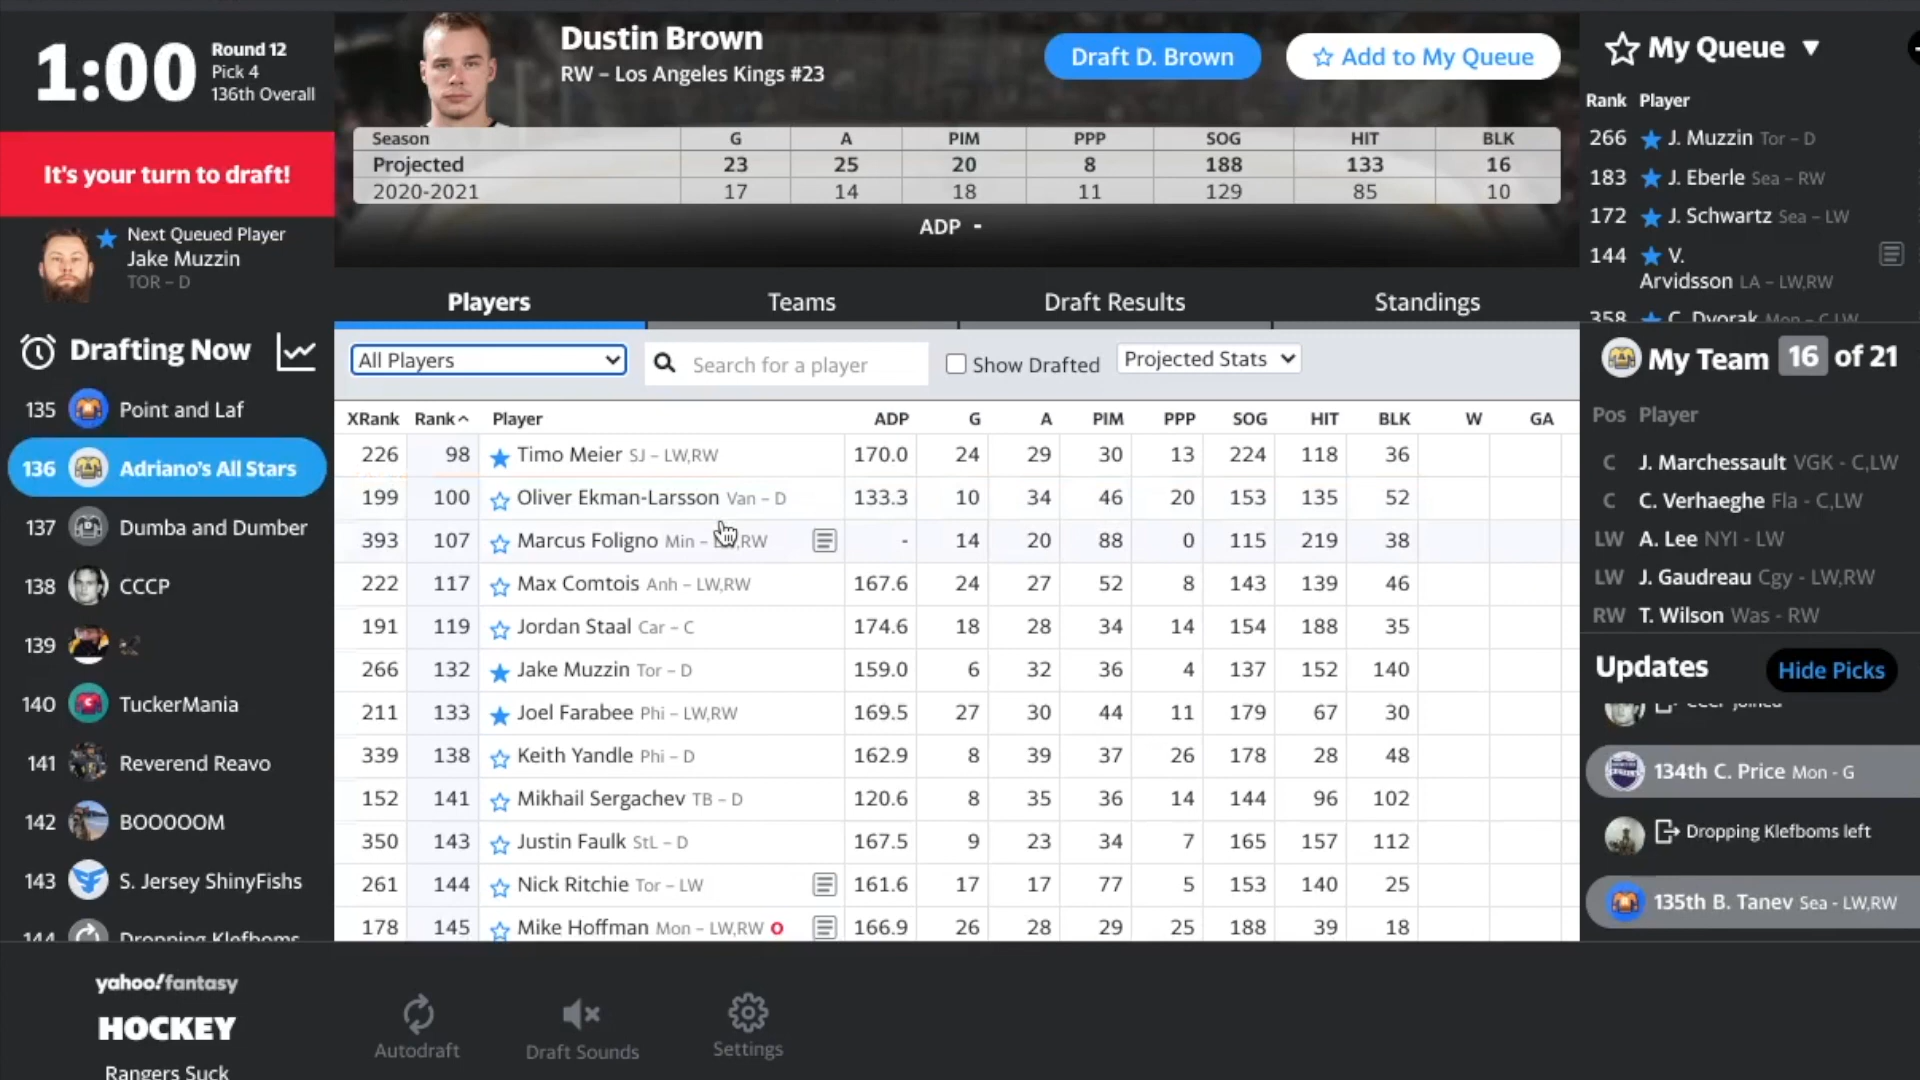 1:00
Round 12
Pick 4
136th Overall
It's your turn to draft!
Next Queued Player
Jake Muzzin
TOR – D
Drafting Now
135 Point and Laf
136 Adriano's All Stars
137 Dumba and Dumber
138 CCCP
139
140 TuckerMania
141 Reverend Reavo
142 BOOOOOM
143 S. Jersey ShinyFishs
144 Dropping Klefboms
yahoo!fantasy
HOCKEY
Rangers Suck
Dustin Brown
RW – Los Angeles Kings #23
Draft D. Brown
Add to My Queue
Season G A PIM PPP SOG HIT BLK
Projected 23 25 20 8 188 133 16
2020-2021 17 14 18 11 129 85 10
ADP -
Players Teams Draft Results Standings
All Players Search for a player Show Drafted Projected Stats
XRank Rank Player ADP G A PIM PPP SOG HIT BLK W GA
226 98 Timo Meier SJ – LW,RW 170.0 24 29 30 13 224 118 36
199 100 Oliver Ekman-Larsson Van – D 133.3 10 34 46 20 153 135 52
393 107 Marcus Foligno Min – LW,RW - 14 20 88 0 115 219 38
222 117 Max Comtois Anh – LW,RW 167.6 24 27 52 8 143 139 46
191 119 Jordan Staal Car – C 174.6 18 28 34 14 154 188 35
266 132 Jake Muzzin Tor – D 159.0 6 32 36 4 137 152 140
211 133 Joel Farabee Phi – LW,RW 169.5 27 30 44 11 179 67 30
339 138 Keith Yandle Phi – D 162.9 8 39 37 26 178 28 48
152 141 Mikhail Sergachev TB – D 120.6 8 35 36 14 144 96 102
350 143 Justin Faulk StL – D 167.5 9 23 34 7 165 157 112
261 144 Nick Ritchie Tor – LW 161.6 17 17 77 5 153 140 25
178 145 Mike Hoffman Mon – LW,RW O 166.9 26 28 29 25 188 39 18
Autodraft Draft Sounds Settings
My Queue
Rank Player
266 J. Muzzin Tor – D
183 J. Eberle Sea – RW
172 J. Schwartz Sea – LW
144 V.
Arvidsson LA – LW,RW
358 C. Dvorak Mon – C,LW
My Team 16 of 21
Pos Player
C J. Marchessault VGK - C,LW
C C. Verhaeghe Fla - C,LW
LW A. Lee NYI - LW
LW J. Gaudreau Cgy - LW,RW
RW T. Wilson Was - RW
Updates Hide Picks
CCCP joined
134th C. Price Mon - G
Dropping Klefboms left
135th B. Tanev Sea - LW,RW